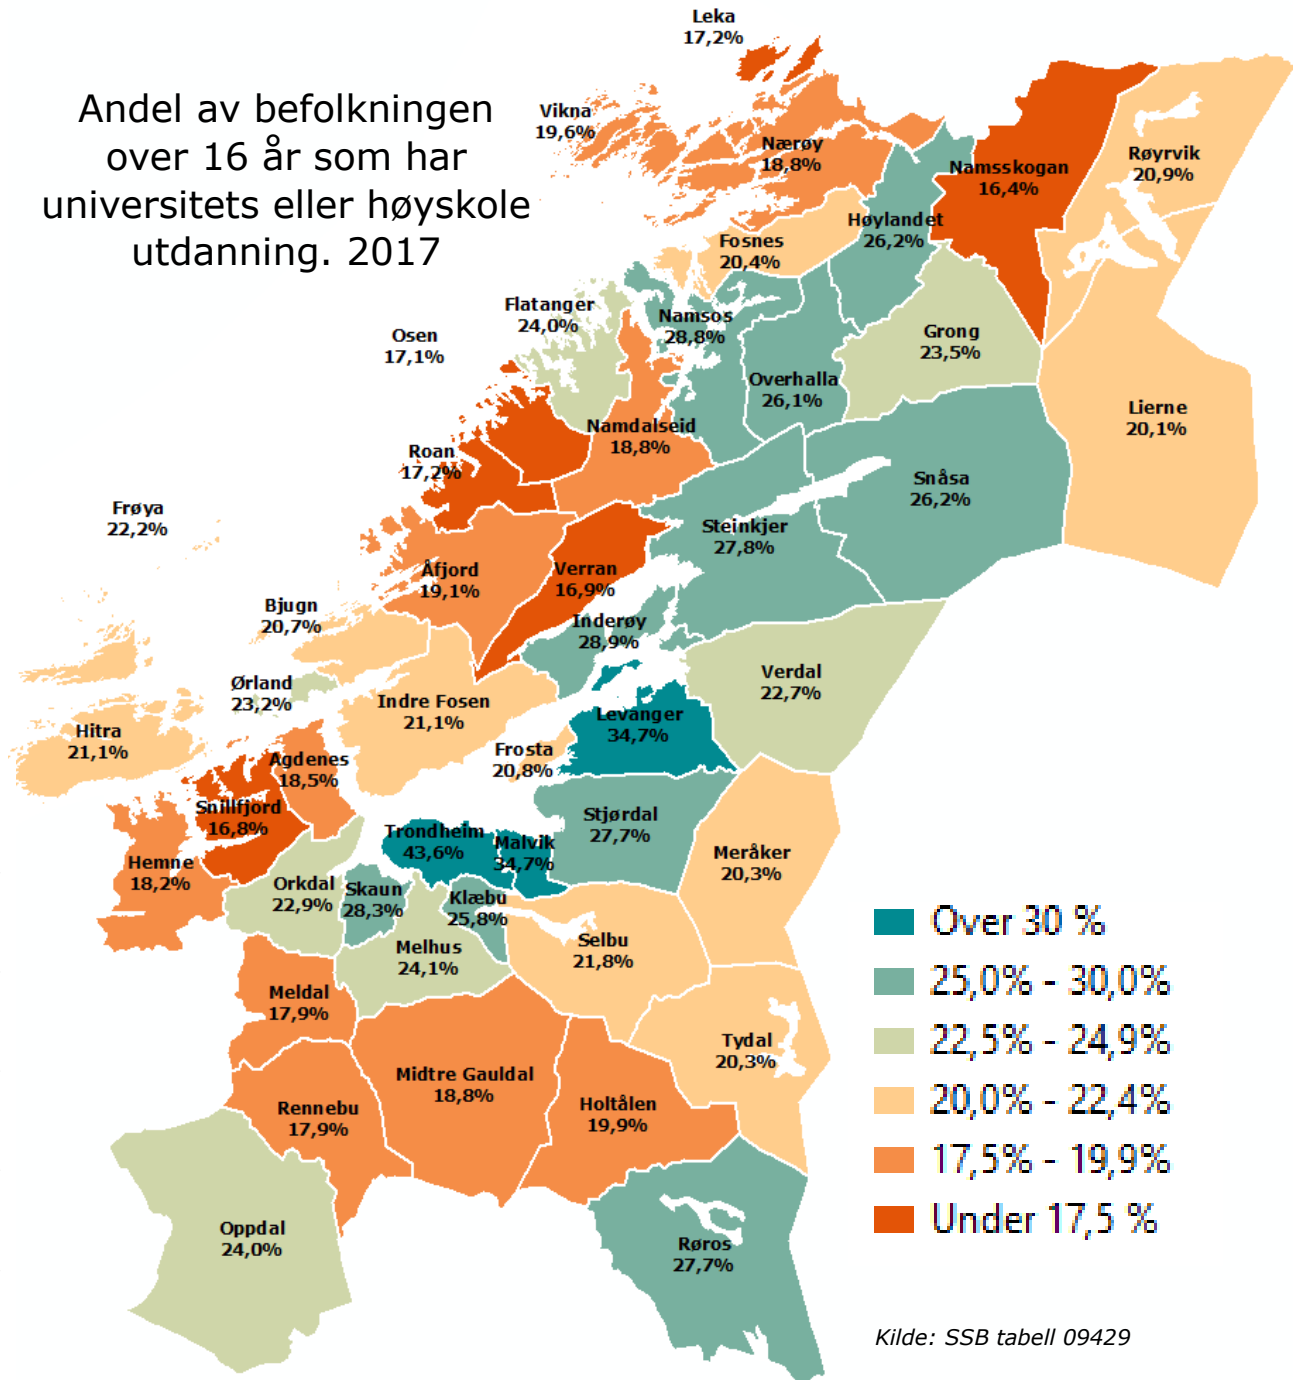 Andel av befolkningen
over 16 år som har
universitets eller høyskole
utdanning. 2017
Leka
17,2%
Vikna
19,6%
Nærøy
18,8%
Namsskogan
16,4%
Røyrvik
20,9%
Høylandet
26,2%
Fosnes
20,4%
Flatanger
24,0%
Namsos
28,8%
Osen
17,1%
Grong
23,5%
Overhalla
26,1%
Lierne
20,1%
Namdalseid
18,8%
Roan
17,2%
Snåsa
26,2%
Frøya
22,2%
Steinkjer
27,8%
Åfjord
19,1%
Verran
16,9%
Bjugn
20,7%
Inderøy
28,9%
Verdal
22,7%
Ørland
23,2%
Indre Fosen
21,1%
Levanger
34,7%
Hitra
21,1%
Agdenes
18,5%
Frosta
20,8%
Snillfjord
16,8%
Stjørdal
27,7%
Trondheim
43,6%
Malvik
34,7%
Meråker
20,3%
Hemne
18,2%
Orkdal
22,9%
Skaun
28,3%
Klæbu
25,8%
Melhus
24,1%
Selbu
21,8%
Meldal
17,9%
Tydal
20,3%
Midtre Gauldal
18,8%
Rennebu
17,9%
Holtålen
19,9%
Oppdal
24,0%
Røros
27,7%
Over 30 %
25,0% - 30,0%
22,5% - 24,9%
20,0% - 22,4%
17,5% - 19,9%
Under 17,5 %
Kilde: SSB tabell 09429